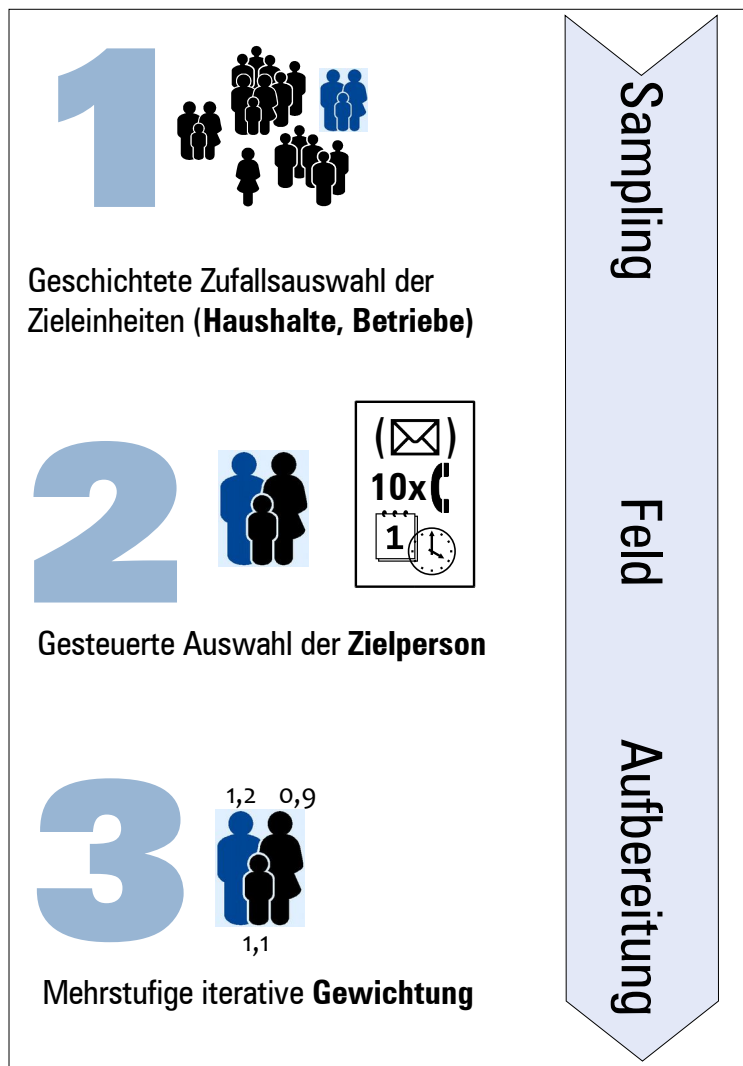 1
Geschichtete Zufallsauswahl der
Zieleinheiten (Haushalte, Betriebe)
Sampling
2
( )
10x
1
Gesteuerte Auswahl der Zielperson
Feld
3
1,2 0,9
1,1
Mehrstufige iterative Gewichtung
Aufbereitung